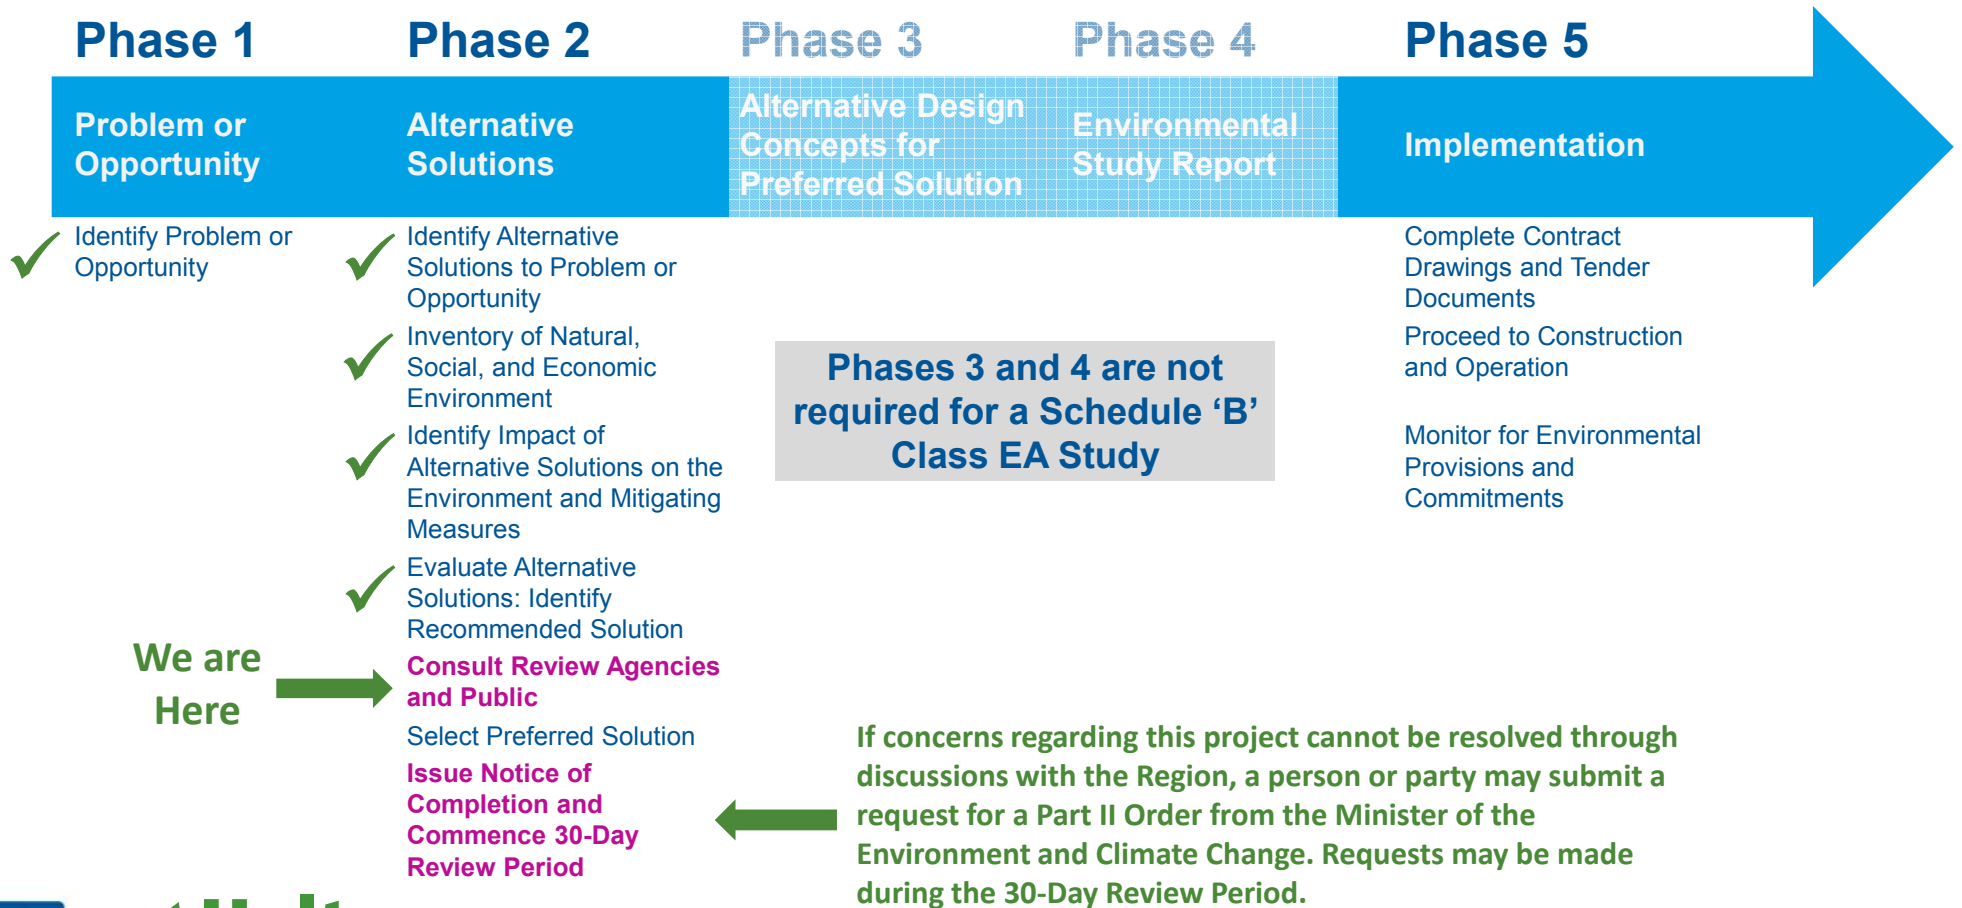 Phase 1
Phase 2
Phase 3
Phase 4
Phase 5
Problem or
Opportunity
Alternative
Solutions
Alternative Design
Concepts for
Preferred Solution
Environmental
Study Report
Implementation
Identify Problem or
Opportunity
Identify Alternative
Solutions to Problem or
Opportunity
Inventory of Natural,
Social, and Economic
Environment
Identify Impact of
Alternative Solutions on the
Environment and Mitigating
Measures
Evaluate Alternative
Solutions: Identify
Recommended Solution
We are
Here
Consult Review Agencies
and Public
Select Preferred Solution
Issue Notice of
Completion and
Commence 30-Day
Review Period
Phases 3 and 4 are not
required for a Schedule ‘B’
Class EA Study
If concerns regarding this project cannot be resolved through
discussions with the Region, a person or party may submit a
request for a Part II Order from the Minister of the
Environment and Climate Change. Requests may be made
during the 30-Day Review Period.
Complete Contract
Drawings and Tender
Documents
Proceed to Construction
and Operation
Monitor for Environmental
Provisions and
Commitments